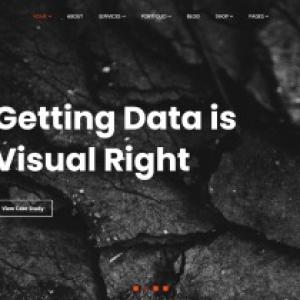 HOME ABOUT SERVICES PORTFOLIO BLOG SHOP PAGES
Getting Data is
Visual Right
View Case Study